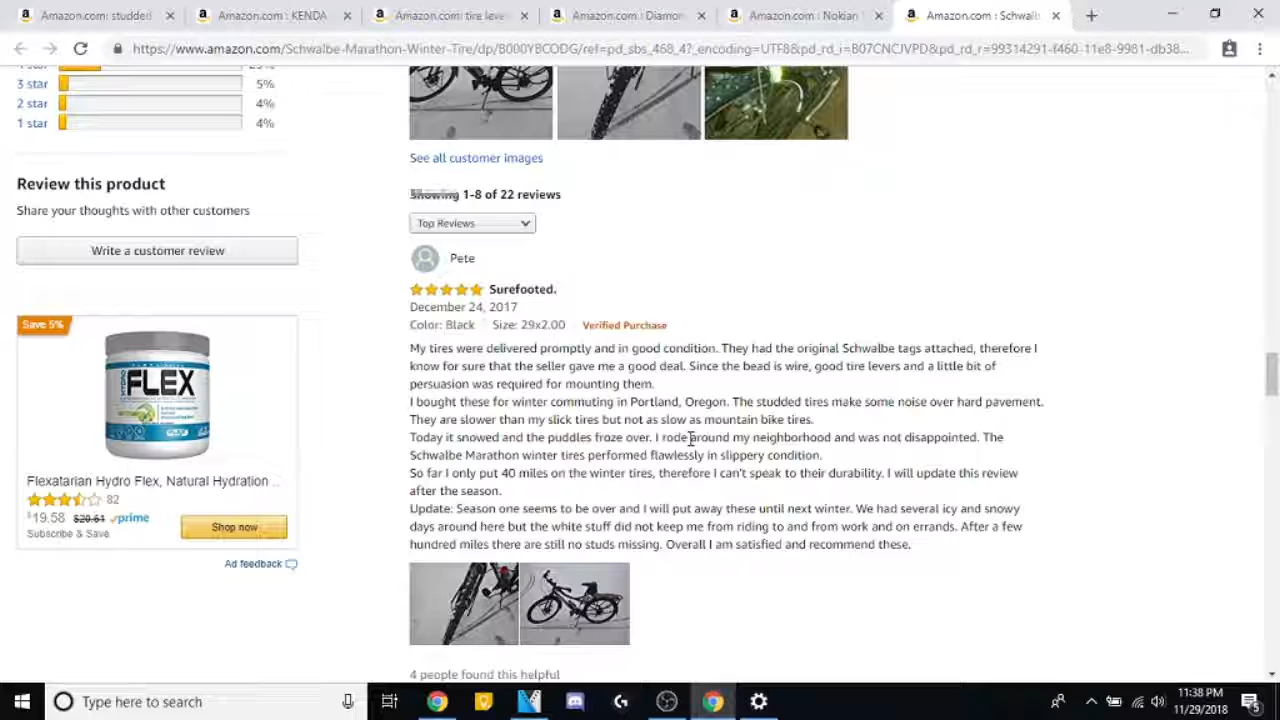 Amazon.com: studded
Amazon.com : KENDA
Amazon.com: tire leve
Amazon.com : Diamon
Amazon.com : Nokian
Amazon.com : Schwalb
https://www.amazon.com/Schwalbe-Marathon-Winter-Tire/dp/B000YBCODG/ref=pd_sbs_468_4?_encoding=UTF8&pd_rd_i=B07CNCJVPD&pd_rd_r=99314291-f460-11e8-9981-db38...
3 star 5%
2 star 4%
1 star 4%
Review this product
Share your thoughts with other customers
Write a customer review
Save 5%
HYDRO
FLEX
Flexatarian Hydro Flex, Natural Hydration ...
82
$19.58 $20.61 prime
Subscribe & Save
Shop now
Ad feedback
See all customer images
Showing 1-8 of 22 reviews
Top Reviews
Pete
Surefooted.
December 24, 2017
Color: Black Size: 29x2.00 Verified Purchase
My tires were delivered promptly and in good condition. They had the original Schwalbe tags attached, therefore I
know for sure that the seller gave me a good deal. Since the bead is wire, good tire levers and a little bit of
persuasion was required for mounting them.
I bought these for winter commuting in Portland, Oregon. The studded tires make some noise over hard pavement.
They are slower than my slick tires but not as slow as mountain bike tires.
Today it snowed and the puddles froze over. I rode around my neighborhood and was not disappointed. The
Schwalbe Marathon winter tires performed flawlessly in slippery condition.
So far I only put 40 miles on the winter tires, therefore I can't speak to their durability. I will update this review
after the season.
Update: Season one seems to be over and I will put away these until next winter. We had several icy and snowy
days around here but the white stuff did not keep me from riding to and from work and on errands. After a few
hundred miles there are still no studs missing. Overall I am satisfied and recommend these.
4 people found this helpful
Type here to search
1:38 PM
11/29/2018